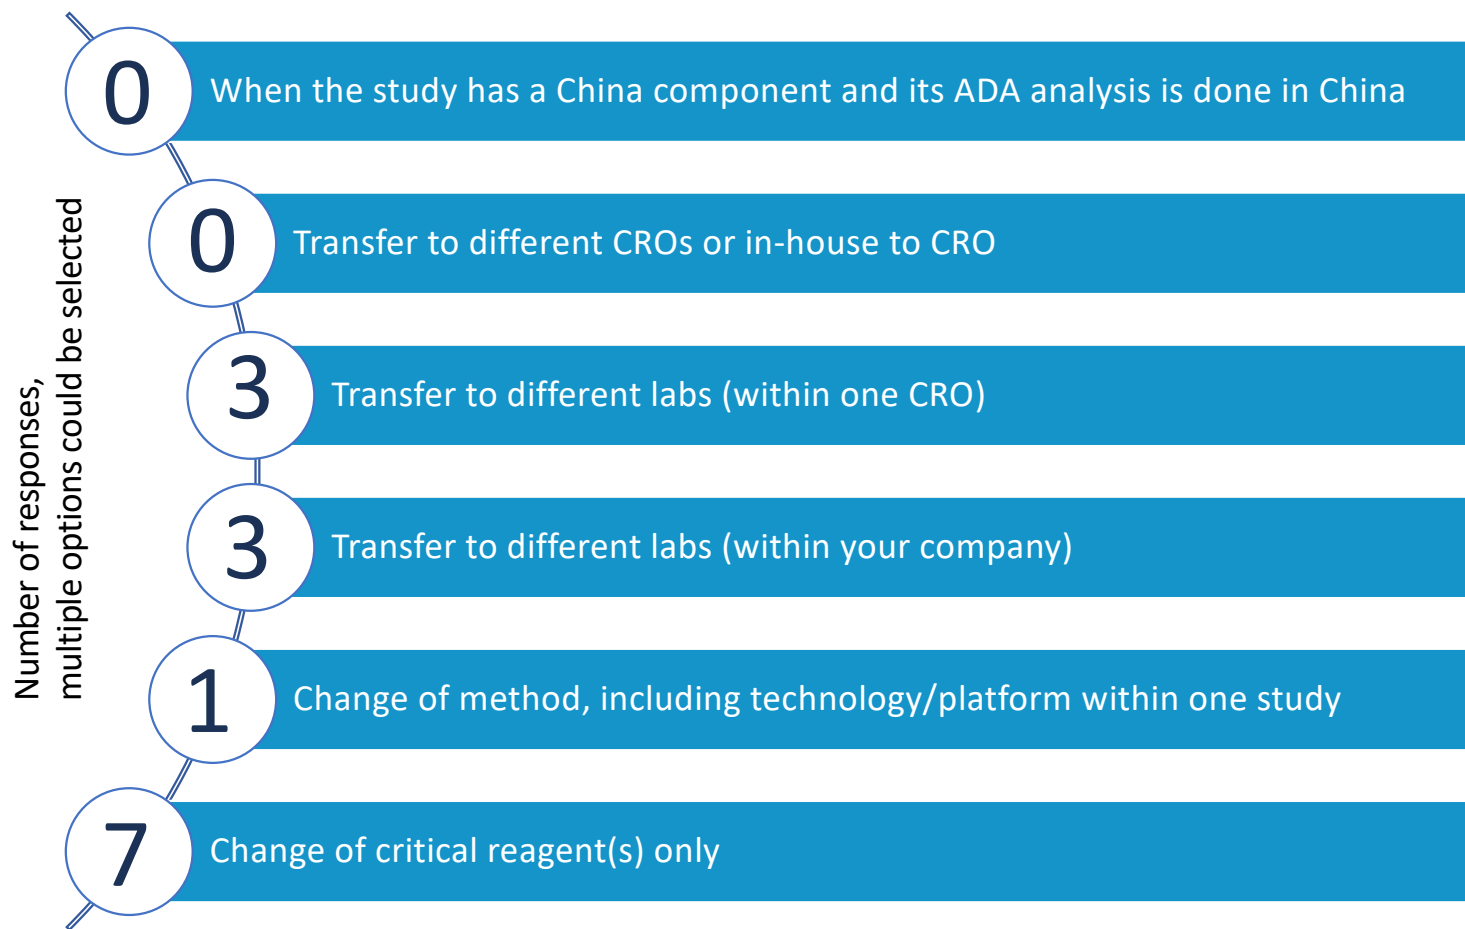 Number of responses,
multiple options could be selected
0
When the study has a China component and its ADA analysis is done in China
0
Transfer to different CROs or in-house to CRO
3
Transfer to different labs (within one CRO)
3
Transfer to different labs (within your company)
1
Change of method, including technology/platform within one study
7
Change of critical reagent(s) only